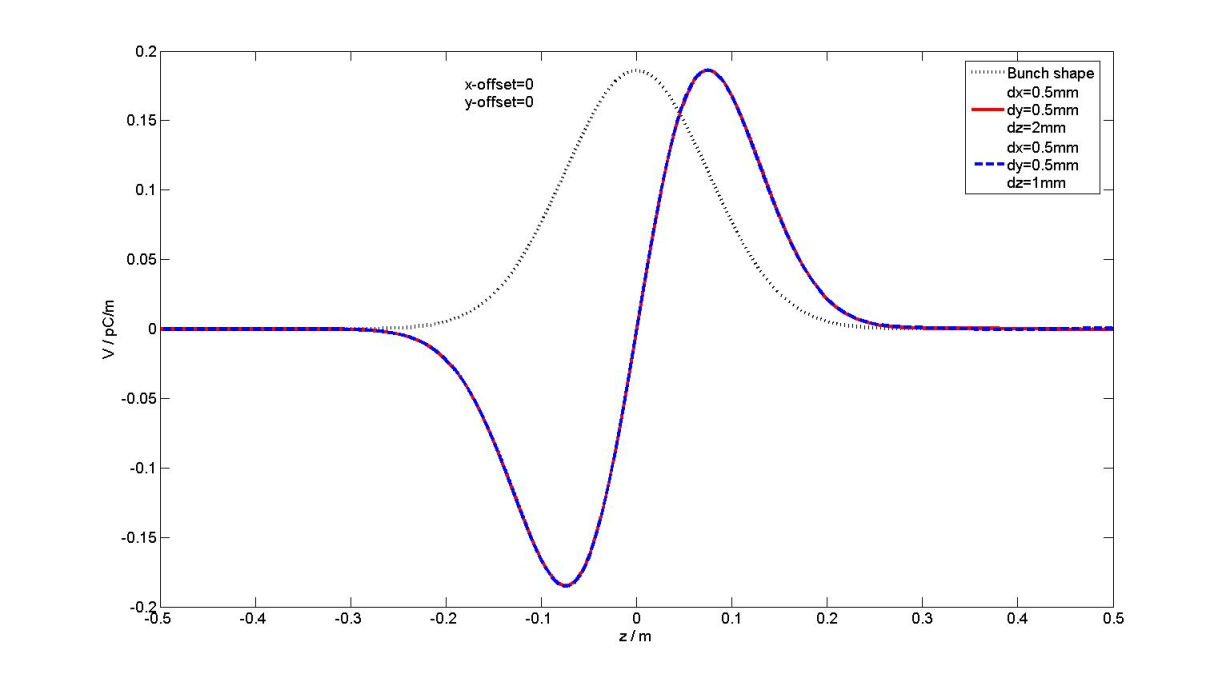 0.2
0.15
0.1
0.05
0
-0.05
-0.1
-0.15
-0.2
V / pC/m
x-offset=0
y-offset=0
Bunch shape
dx=0.5mm
dy=0.5mm
dz=2mm
dx=0.5mm
dy=0.5mm
dz=1mm
-0.5 -0.4 -0.3 -0.2 -0.1 0 0.1 0.2 0.3 0.4 0.5
z / m